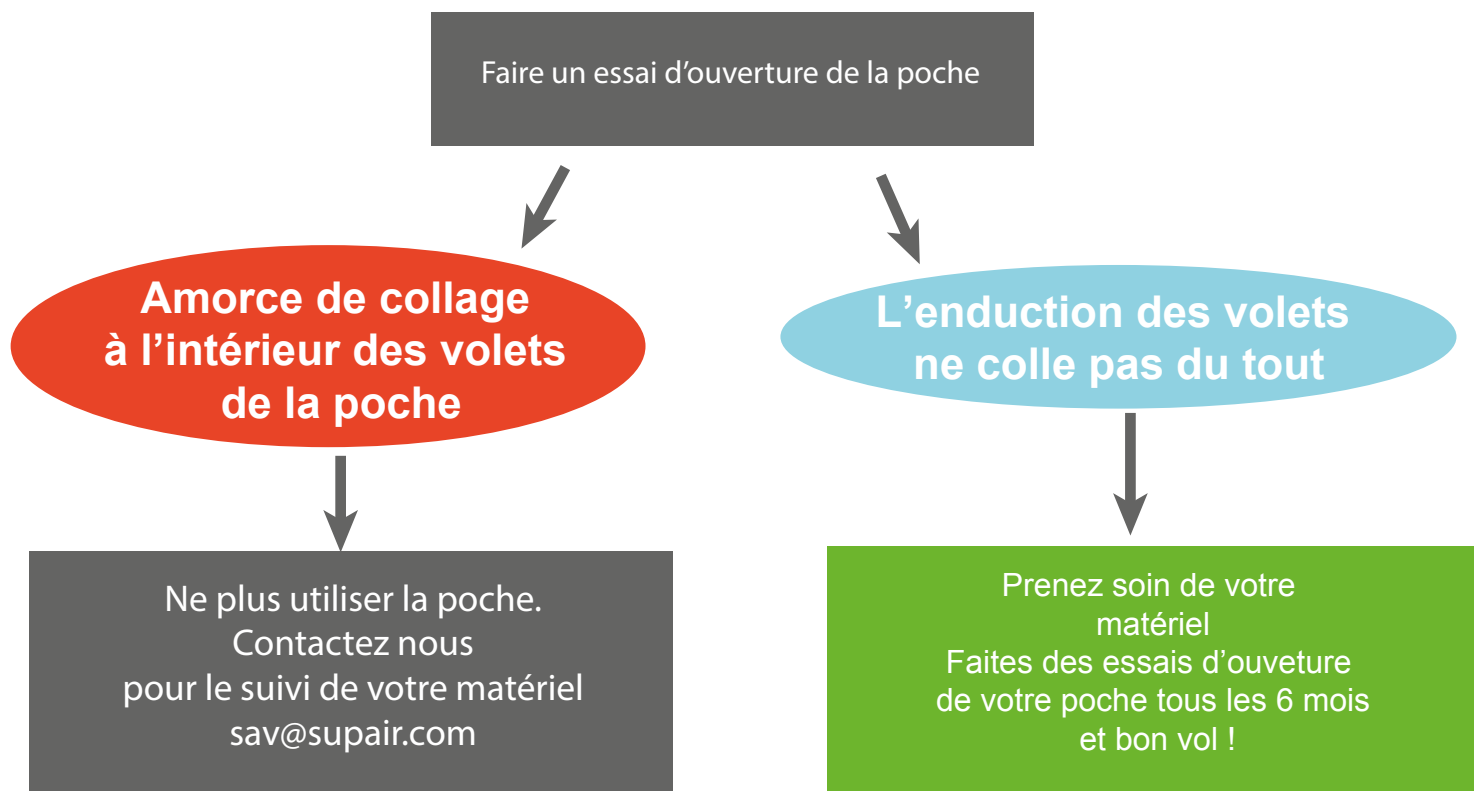 Faire un essai d’ouverture de la poche
Amorce de collage
à l’intérieur des volets
de la poche
L’enduction des volets
ne colle pas du tout
Ne plus utiliser la poche.
Contactez nous
pour le suivi de votre matériel
sav@supair.com
Prenez soin de votre
matériel
Faites des essais d’ouveture
de votre poche tous les 6 mois
et bon vol !